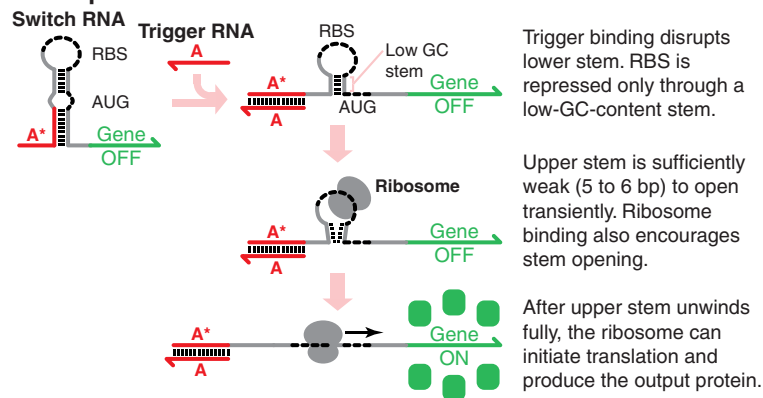 Switch RNA
RBS
AUG
A*
Gene
OFF
Trigger RNA
A
RBS
Low GC
stem
A*
A
AUG
Gene
OFF
Trigger binding disrupts
lower stem. RBS is
repressed only through a
low-GC-content stem.
Ribosome
A*
A
Gene
OFF
Upper stem is sufficiently
weak (5 to 6 bp) to open
transiently. Ribosome
binding also encourages
stem opening.
A*
A
Gene
ON
After upper stem unwinds
fully, the ribosome can
initiate translation and
produce the output protein.